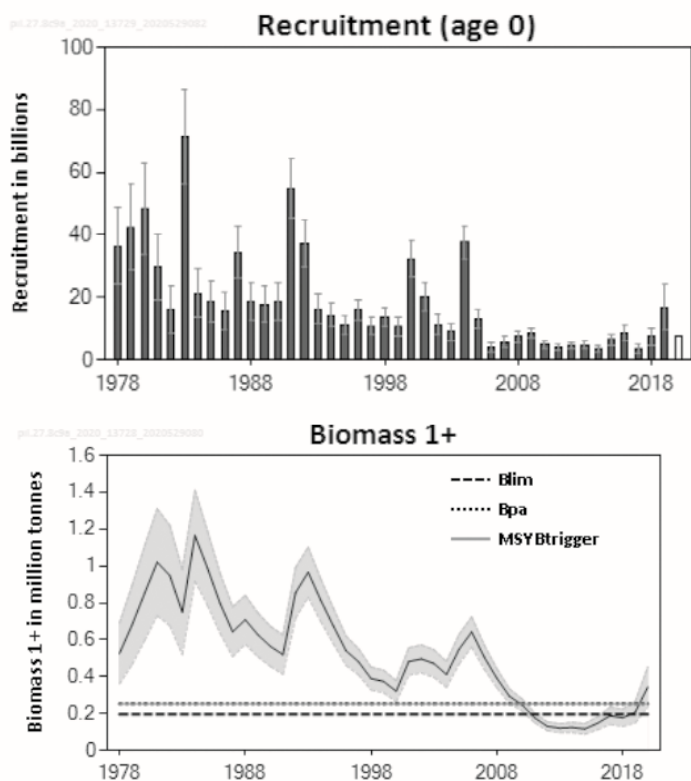 Recruitment (age 0)
Recruitment in billions
100
80
60
40
20
0
1978 1988 1998 2008 2018
Biomass 1+
Biomass 1+ in million tonnes
1.6
1.4
1.2
1
0.8
0.6
0.4
0.2
0
Blim
Bpa
MSYBtrigger
1978 1988 1998 2008 2018